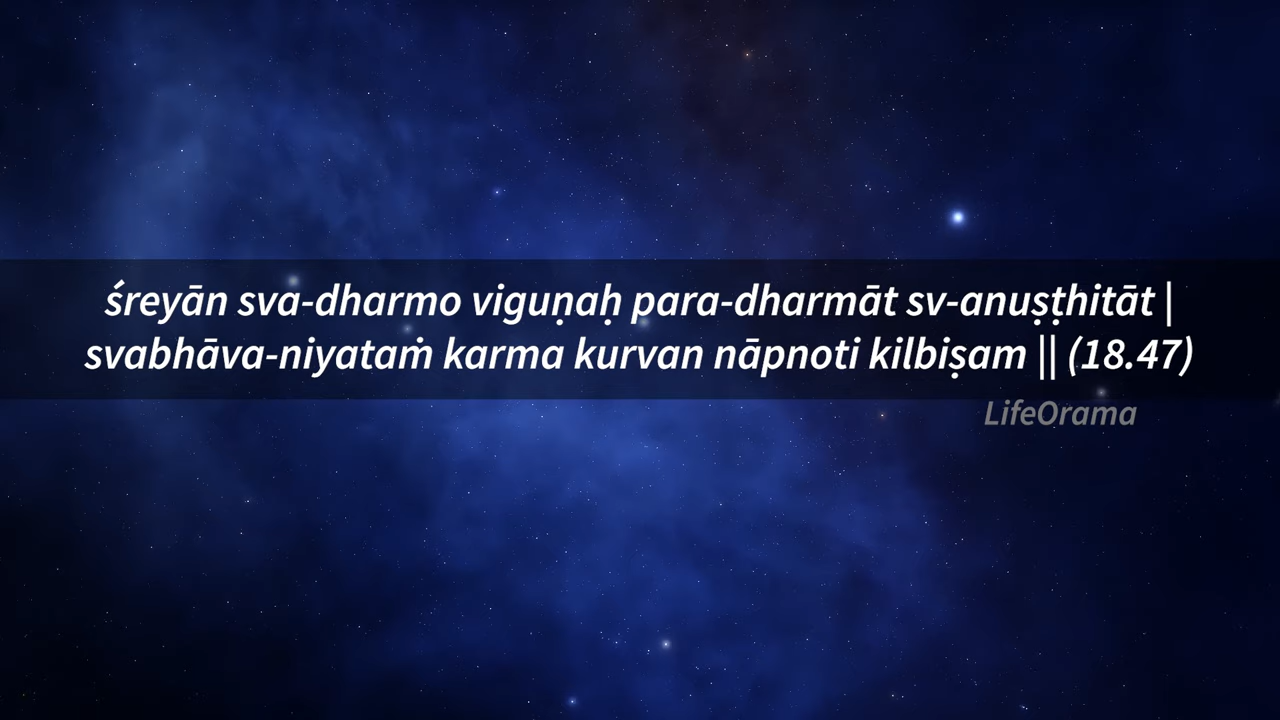 śreyān sva-dharmo viguṇaḥ para-dharmāt sv-anuṣṭhitāt |
svabhāva-niyataṁ karma kurvan nāpnoti kilbiṣam || (18.47)
LifeOrama